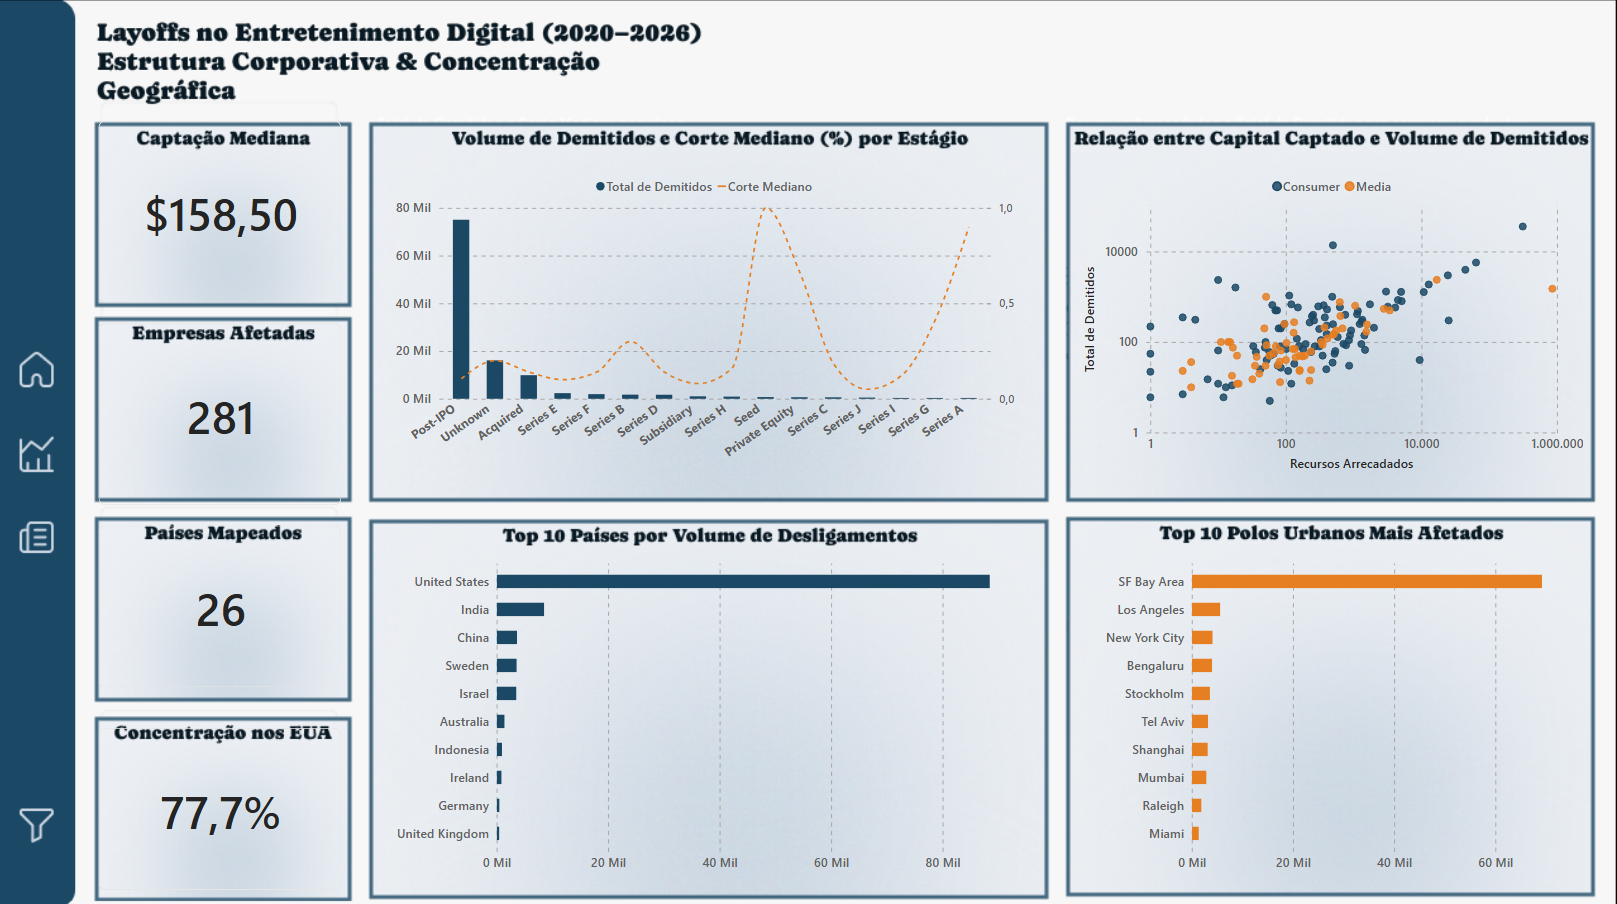 Layoffs no Entretenimento Digital (2020–2026)
Estrutura Corporativa & Concentração
Geográfica
Captação Mediana
$158,50
Empresas Afetadas
281
Países Mapeados
26
Concentração nos EUA
77,7%
Volume de Demitidos e Corte Mediano (%) por Estágio
Total de Demitidos
Corte Mediano
80 Mil
60 Mil
40 Mil
20 Mil
0 Mil
1,0
0,5
0,0
Post-IPO
Unknown
Acquired
Series E
Series F
Series B
Series D
Subsidiary
Series H
Seed
Private Equity
Series C
Series J
Series I
Series G
Series A
Relação entre Capital Captado e Volume de Demitidos
Consumer
Media
Total de Demitidos
10000
100
1
1
100
10.000
1.000.000
Recursos Arrecadados
Top 10 Países por Volume de Desligamentos
United States
India
China
Sweden
Israel
Australia
Indonesia
Ireland
Germany
United Kingdom
0 Mil
20 Mil
40 Mil
60 Mil
80 Mil
Top 10 Polos Urbanos Mais Afetados
SF Bay Area
Los Angeles
New York City
Bengaluru
Stockholm
Tel Aviv
Shanghai
Mumbai
Raleigh
Miami
0 Mil
20 Mil
40 Mil
60 Mil